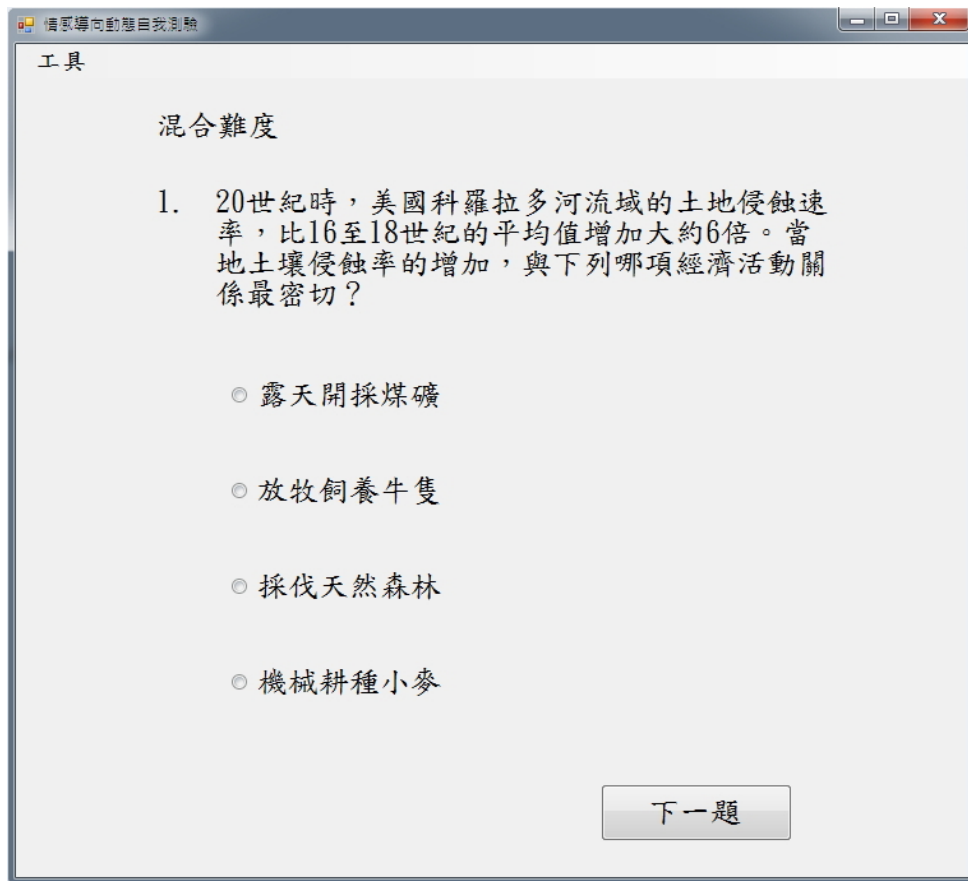 情感導向動態自我測驗
工具
混合難度
1. 20世紀時，美國科羅拉多河流域的土地侵蝕速
率，比16至18世紀的平均值增加大約6倍。當
地土壤侵蝕率的增加，與下列哪項經濟活動關
係最密切？
露天開採煤礦
放牧飼養牛隻
採伐天然森林
機械耕種小麥
下一題